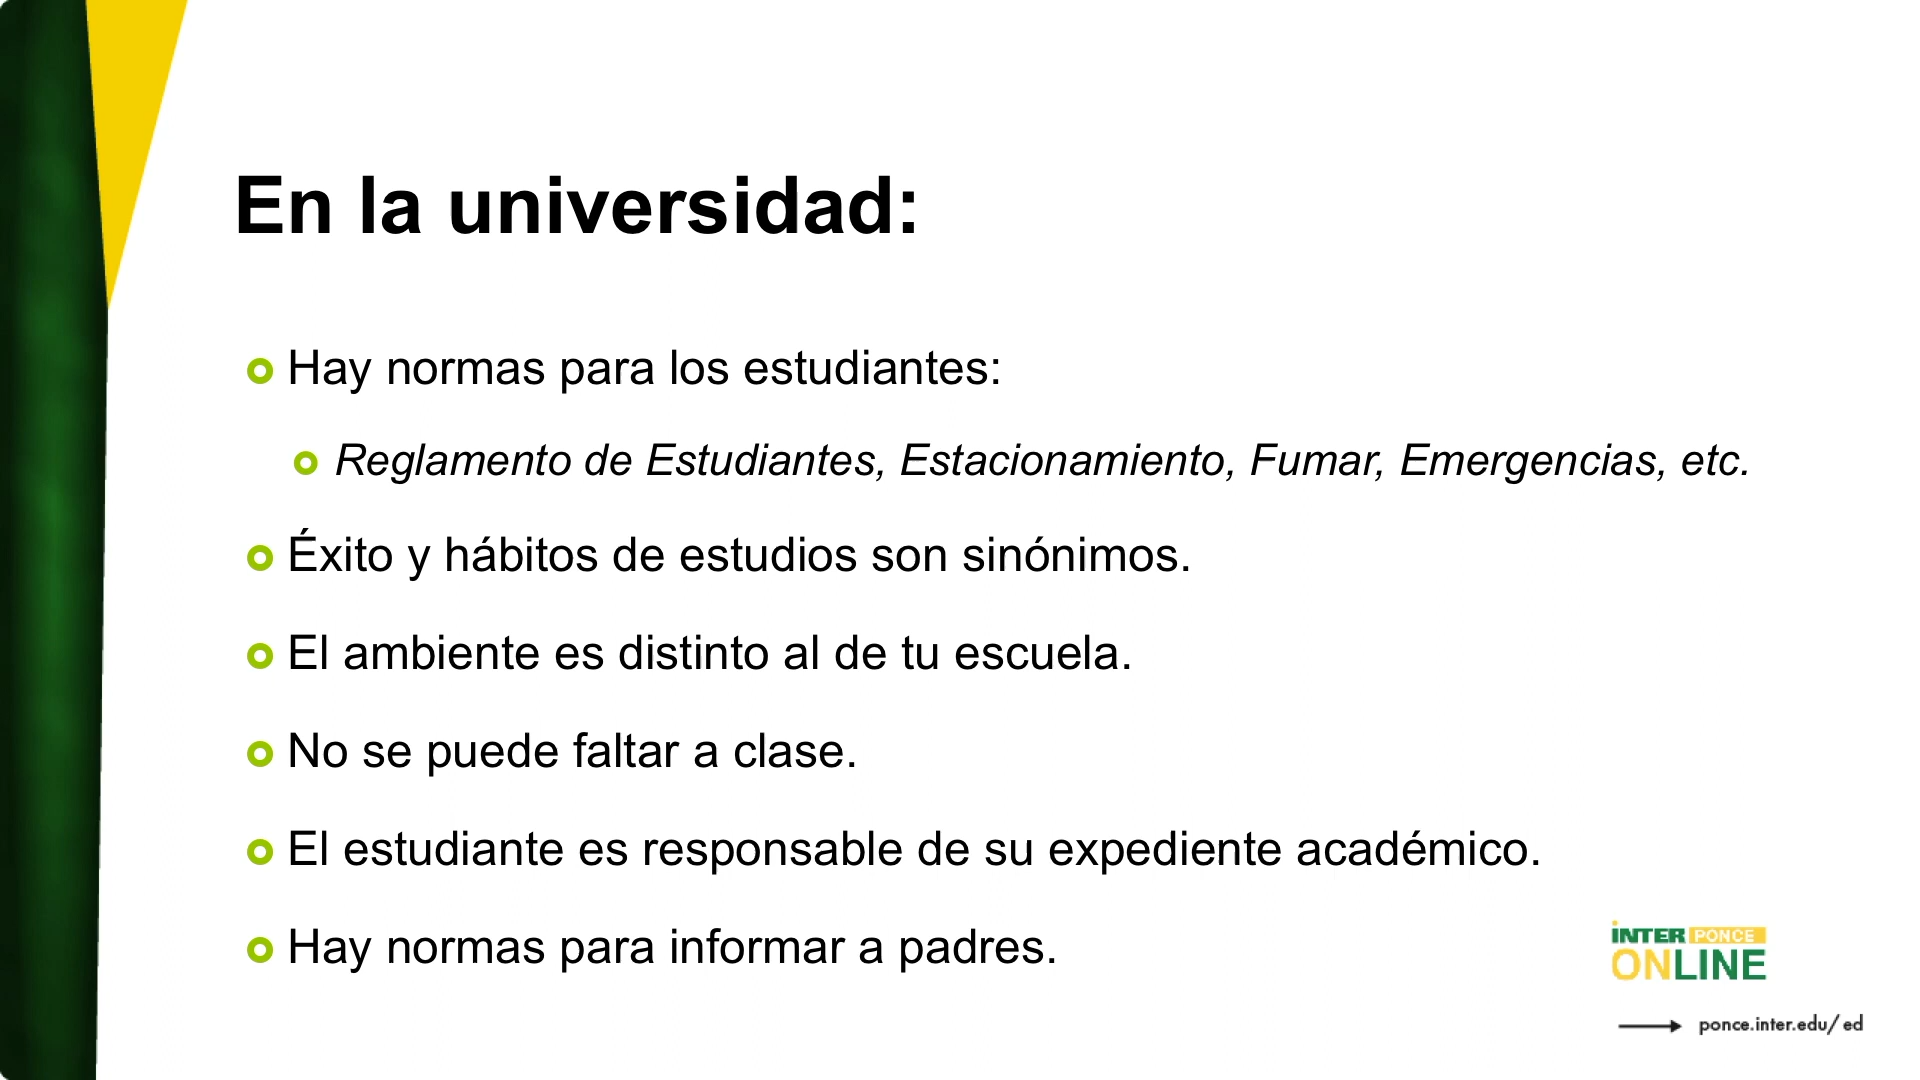 En la universidad:
Hay normas para los estudiantes:
Reglamento de Estudiantes, Estacionamiento, Fumar, Emergencias, etc.
Éxito y hábitos de estudios son sinónimos.
El ambiente es distinto al de tu escuela.
No se puede faltar a clase.
El estudiante es responsable de su expediente académico.
Hay normas para informar a padres.
iNTER PONCE
ONLINE
ponce.inter.edu/ed